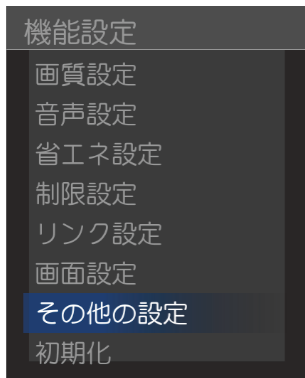 機能設定
画質設定
音声設定
省エネ設定
制限設定
リンク設定
画面設定
その他の設定
初期化